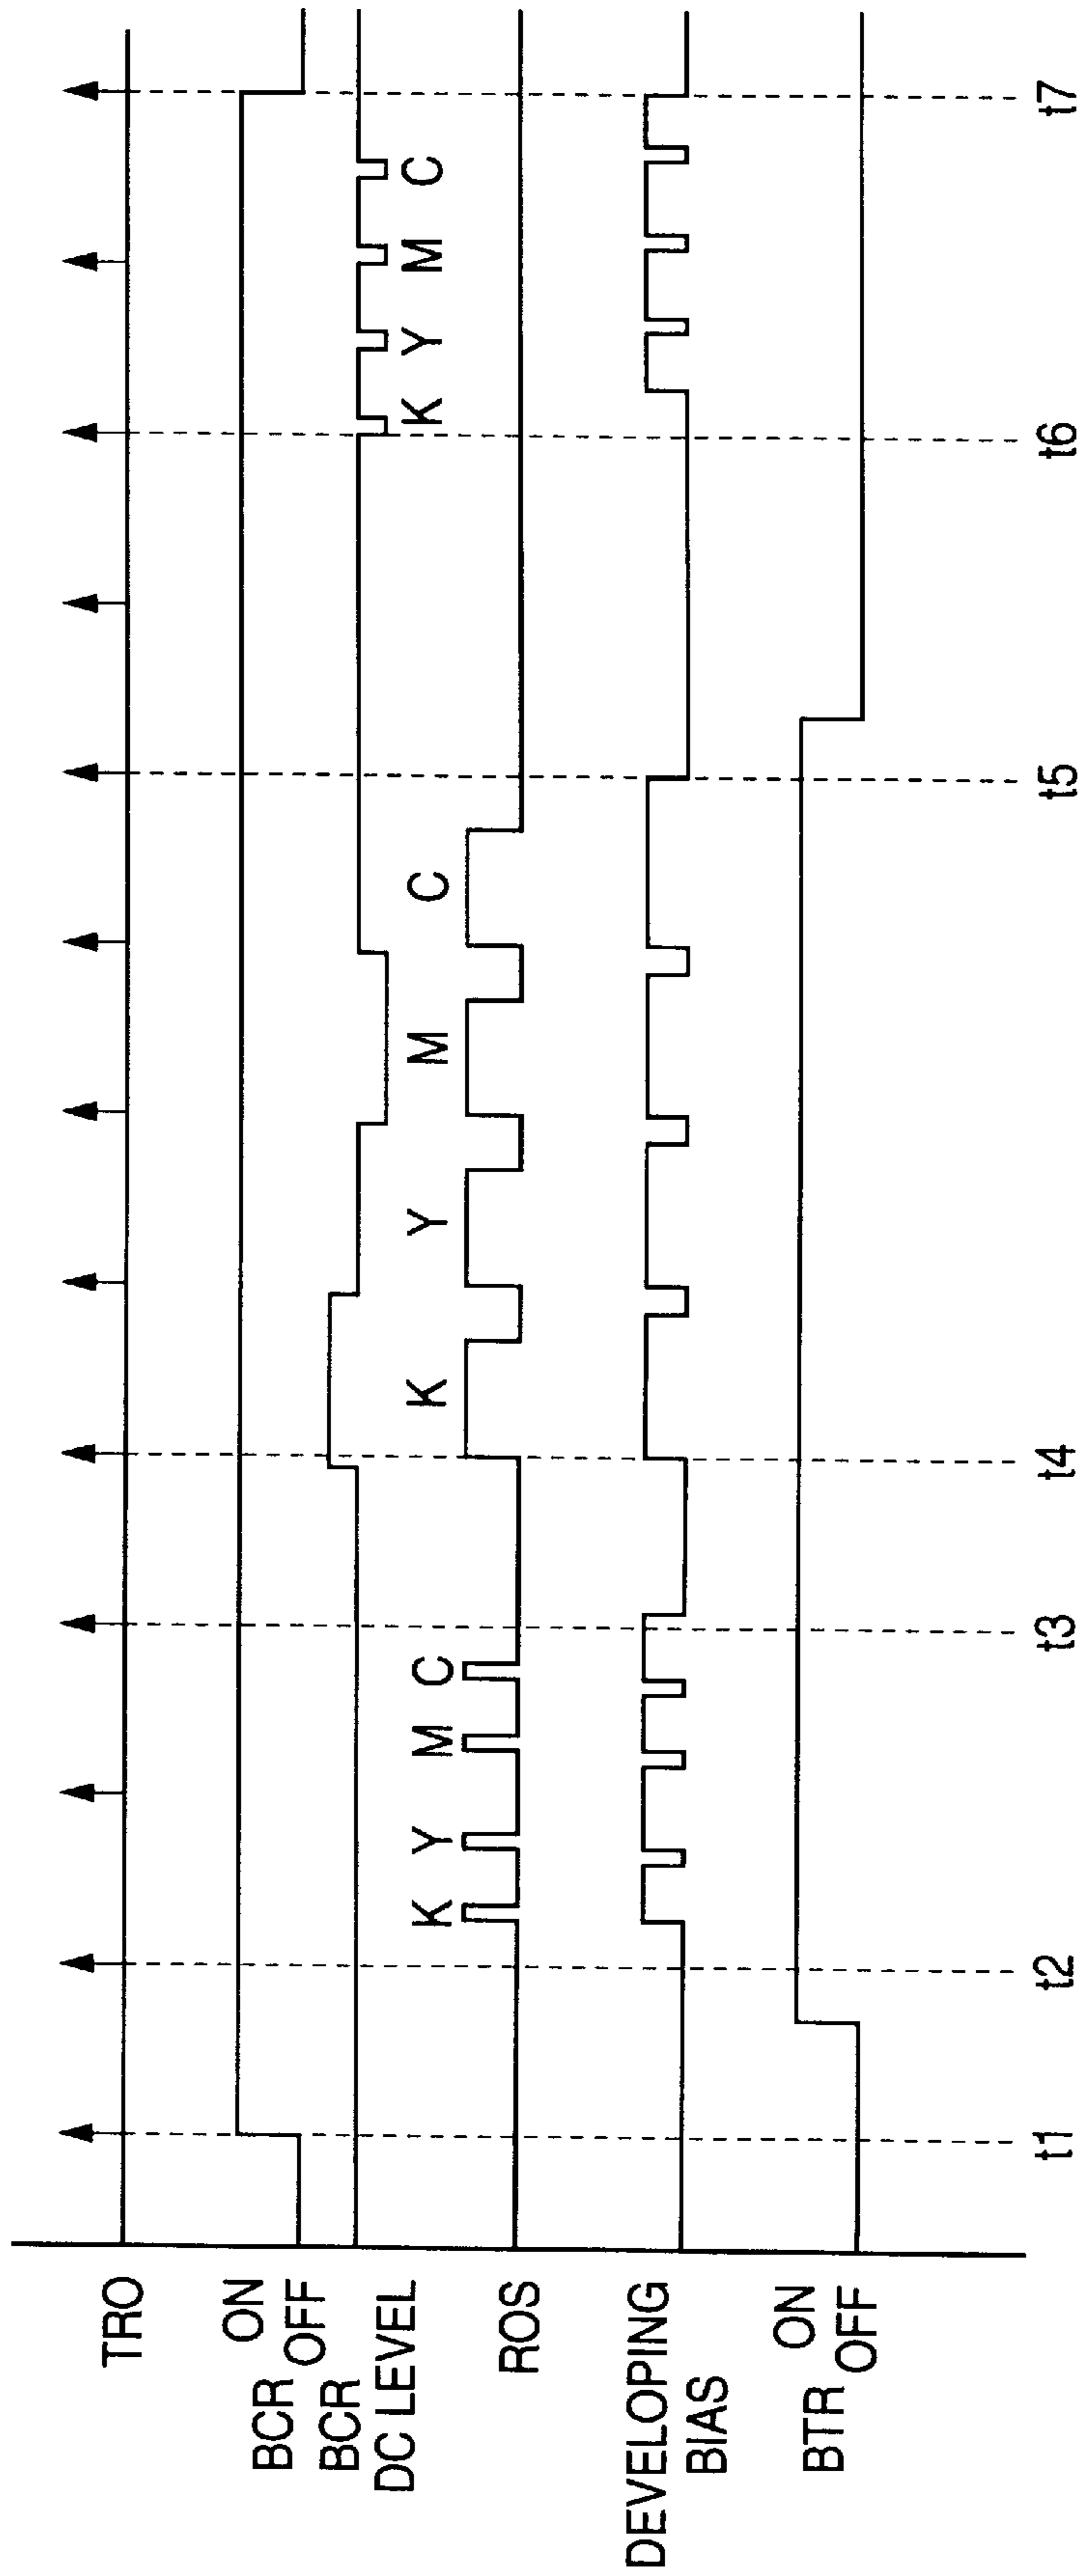 TRO
BCR ON
OFF
BCR
DC LEVEL
K Y M C
ROS
K Y M C
K Y M C
DEVELOPING
BIAS
BTR ON
OFF
t1 t2 t3 t4 t5 t6 t7